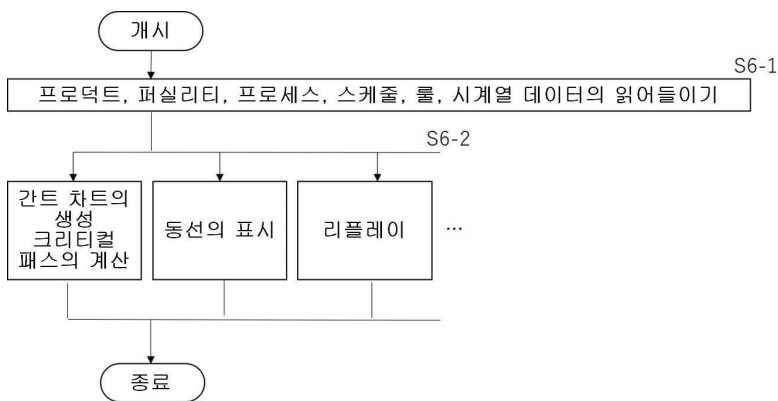 개시
S6-1
프로덕트, 퍼실리티, 프로세스, 스케줄, 룰, 시계열 데이터의 읽어들이기
S6-2
간트 차트의
생성
크리티컬
패스의 계산
동선의 표시
리플레이
…
종료